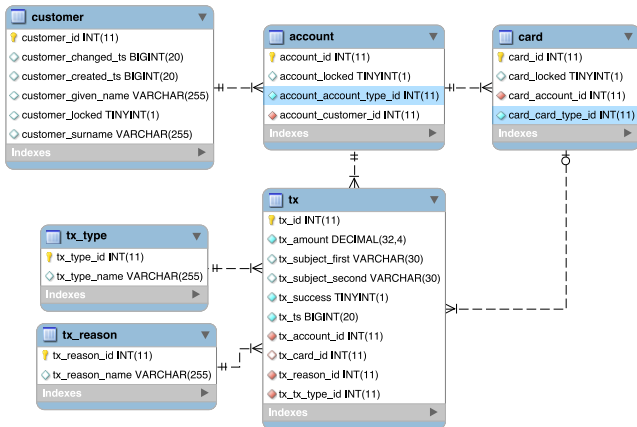 customer
customer_id INT(11)
customer_changed_ts BIGINT(20)
customer_created_ts BIGINT(20)
customer_given_name VARCHAR(255)
customer_locked TINYINT(1)
customer_surname VARCHAR(255)
Indexes
account
account_id INT(11)
account_locked TINYINT(1)
account_account_type_id INT(11)
account_customer_id INT(11)
Indexes
card
card_id INT(11)
card_locked TINYINT(1)
card_account_id INT(11)
card_card_type_id INT(11)
Indexes
tx_type
tx_type_id INT(11)
tx_type_name VARCHAR(255)
Indexes
tx_reason
tx_reason_id INT(11)
tx_reason_name VARCHAR(255)
Indexes
tx
tx_id INT(11)
tx_amount DECIMAL(32,4)
tx_subject_first VARCHAR(30)
tx_subject_second VARCHAR(30)
tx_success TINYINT(1)
tx_ts BIGINT(20)
tx_account_id INT(11)
tx_card_id INT(11)
tx_reason_id INT(11)
tx_tx_type_id INT(11)
Indexes